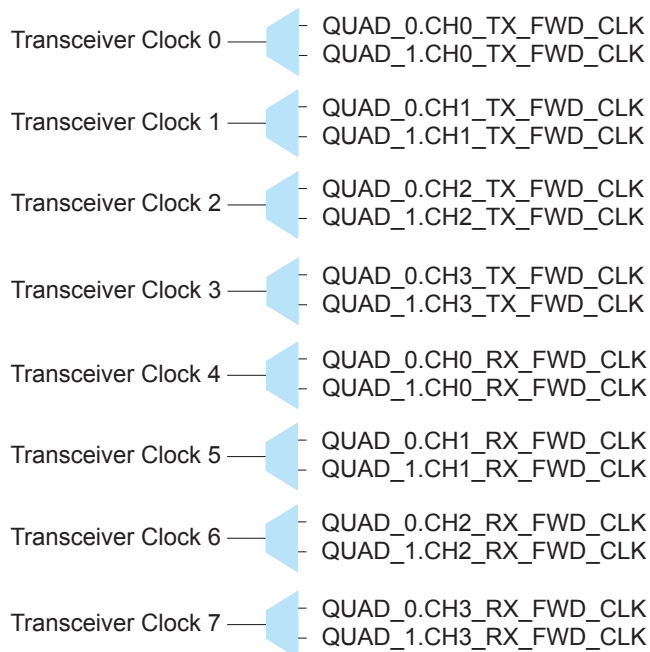 Transceiver Clock 0
QUAD_0.CH0_TX_FWD_CLK
QUAD_1.CH0_TX_FWD_CLK
Transceiver Clock 1
QUAD_0.CH1_TX_FWD_CLK
QUAD_1.CH1_TX_FWD_CLK
Transceiver Clock 2
QUAD_0.CH2_TX_FWD_CLK
QUAD_1.CH2_TX_FWD_CLK
Transceiver Clock 3
QUAD_0.CH3_TX_FWD_CLK
QUAD_1.CH3_TX_FWD_CLK
Transceiver Clock 4
QUAD_0.CH0_RX_FWD_CLK
QUAD_1.CH0_RX_FWD_CLK
Transceiver Clock 5
QUAD_0.CH1_RX_FWD_CLK
QUAD_1.CH1_RX_FWD_CLK
Transceiver Clock 6
QUAD_0.CH2_RX_FWD_CLK
QUAD_1.CH2_RX_FWD_CLK
Transceiver Clock 7
QUAD_0.CH3_RX_FWD_CLK
QUAD_1.CH3_RX_FWD_CLK